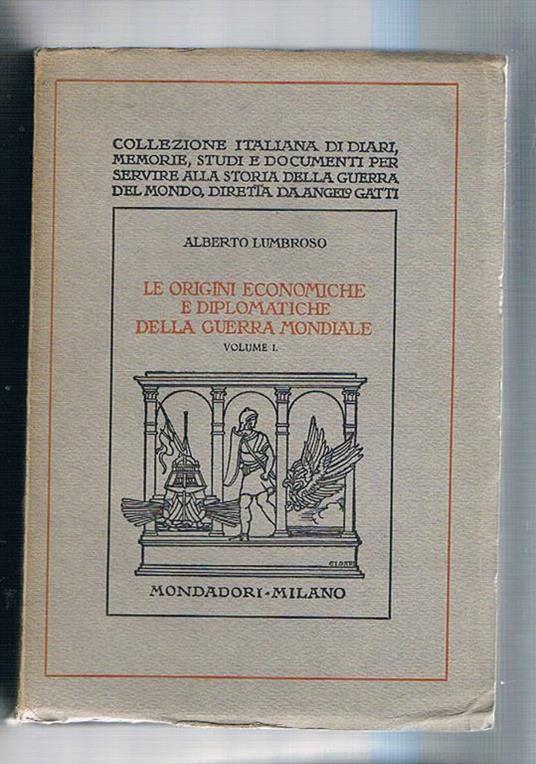 COLLEZIONE ITALIANA DI DIARI,
MEMORIE, STUDI E DOCUMENTI PER
SERVIRE ALLA STORIA DELLA GUERRA
DEL MONDO, DIRETTA DA ANGELO GATTI
ALBERTO LUMBROSO
LE ORIGINI ECONOMICHE
E DIPLOMATICHE
DELLA GUERRA MONDIALE
VOLUME I.
MONDADORI-MILANO